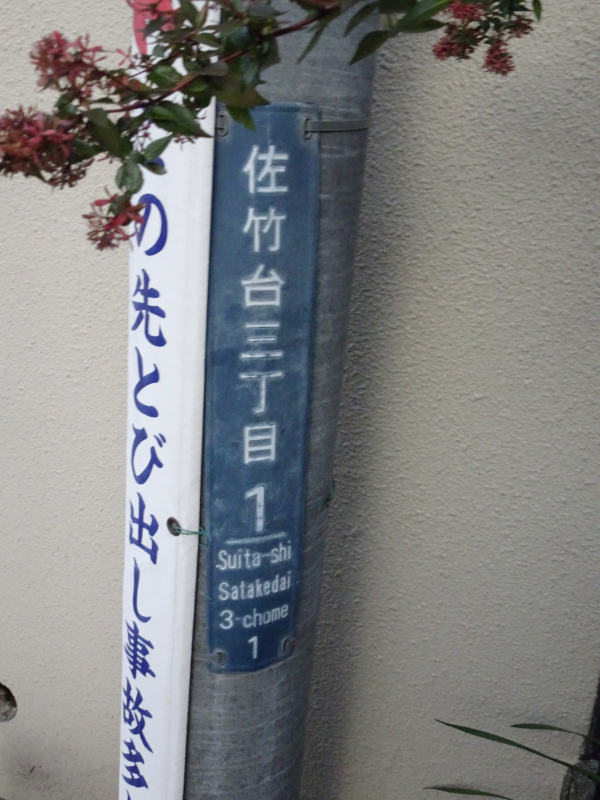 の先とび出し事故多
佐竹台三丁目
1
Suita-shi
Satakedai
3-chome
1